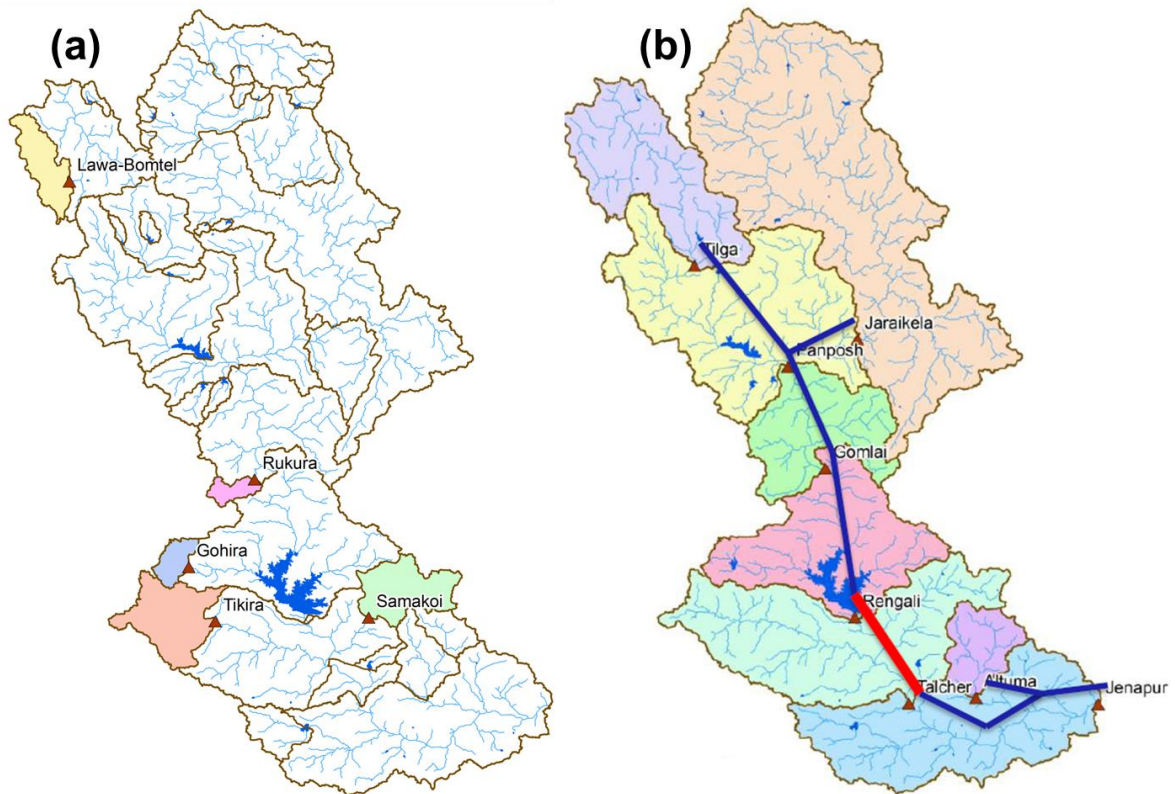 (a)
(b)
Lawa-Bomtel
Rukura
Gohira
Tikira
Samakoi
Tilga
Jaraikela
Panposh
Gomlai
Rengali
Talcher
Altuma
Jenapur